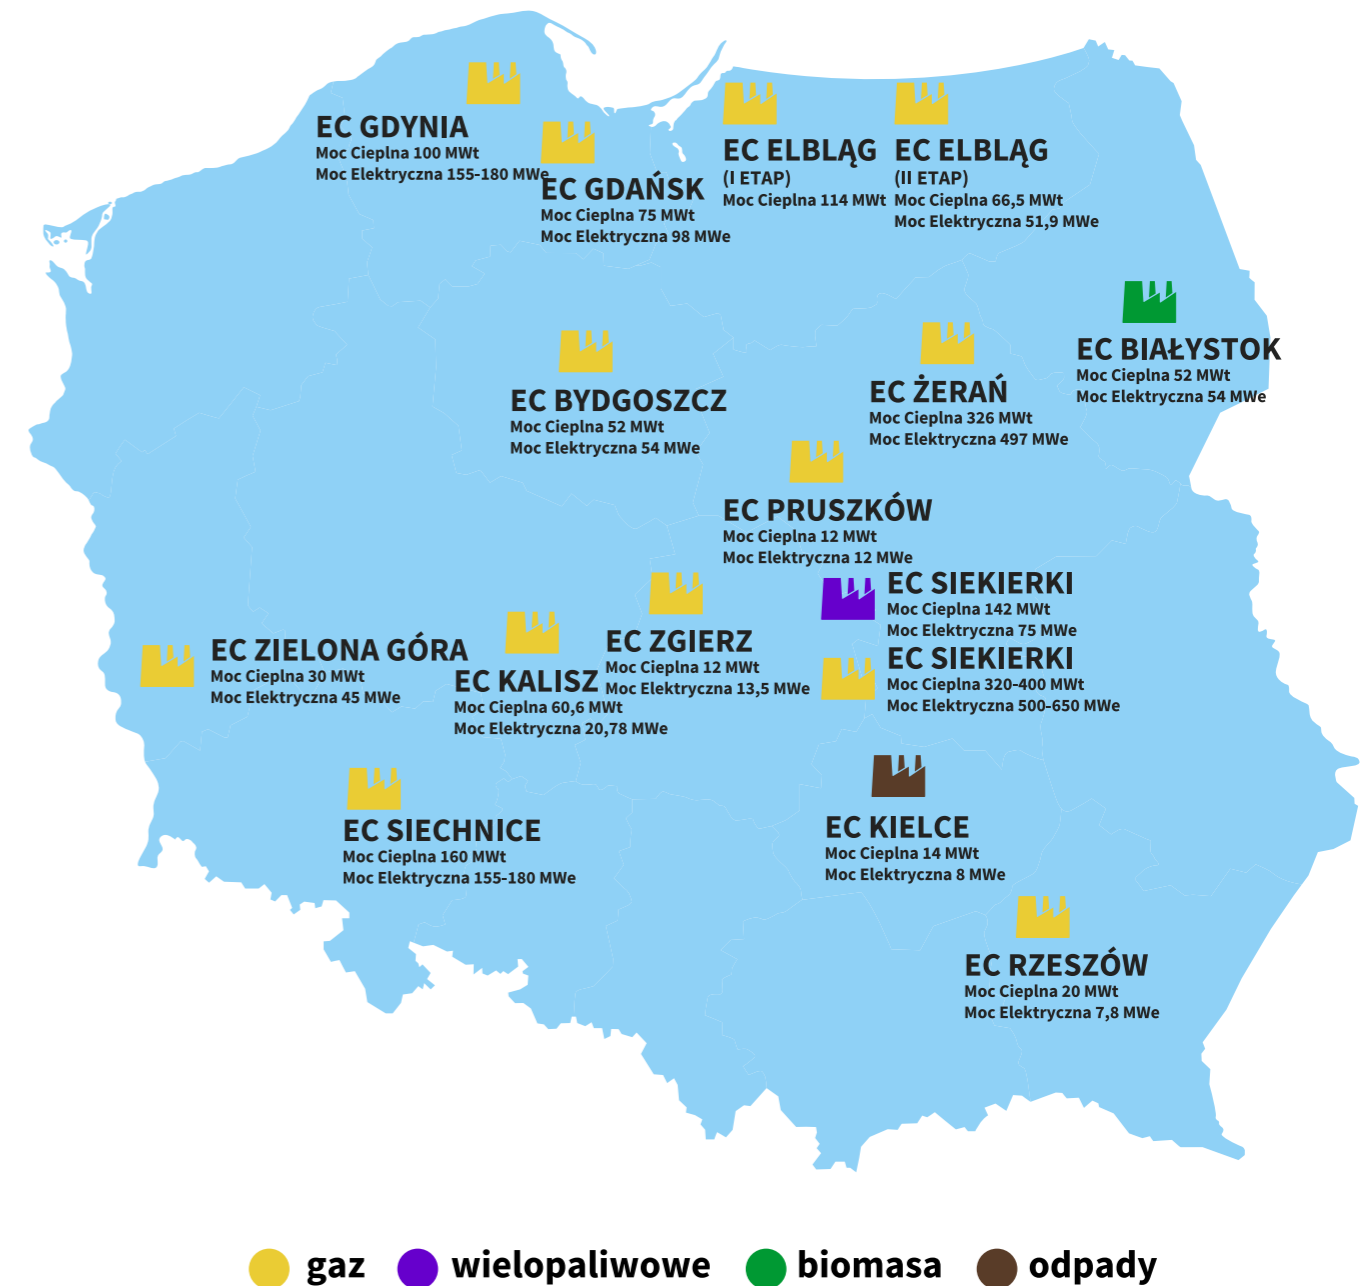 EC GDYNIA
Moc Cieplna 100 MWt
Moc Elektryczna 155-180 MWe
EC GDAŃSK
Moc Cieplna 75 MWt
Moc Elektryczna 98 MWe
EC ELBLĄG
(I ETAP)
Moc Cieplna 114 MWt
EC ELBLĄG
(II ETAP)
Moc Cieplna 66,5 MWt
Moc Elektryczna 51,9 MWe
EC BIAŁYSTOK
Moc Cieplna 52 MWt
Moc Elektryczna 54 MWe
EC BYDGOSZCZ
Moc Cieplna 52 MWt
Moc Elektryczna 54 MWe
EC ŻERAŃ
Moc Cieplna 326 MWt
Moc Elektryczna 497 MWe
EC PRUSZKÓW
Moc Cieplna 12 MWt
Moc Elektryczna 12 MWe
EC SIEKIERKI
Moc Cieplna 142 MWt
Moc Elektryczna 75 MWe
EC SIEKIERKI
Moc Cieplna 320-400 MWt
Moc Elektryczna 500-650 MWe
EC ZGIERZ
Moc Cieplna 12 MWt
Moc Elektryczna 13,5 MWe
EC ZIELONA GÓRA
Moc Cieplna 30 MWt
Moc Elektryczna 45 MWe
EC KALISZ
Moc Cieplna 60,6 MWt
Moc Elektryczna 20,78 MWe
EC SIECHNICE
Moc Cieplna 160 MWt
Moc Elektryczna 155-180 MWe
EC KIELCE
Moc Cieplna 14 MWt
Moc Elektryczna 8 MWe
EC RZESZÓW
Moc Cieplna 20 MWt
Moc Elektryczna 7,8 MWe
gaz wielopaliwowe biomasa odpady